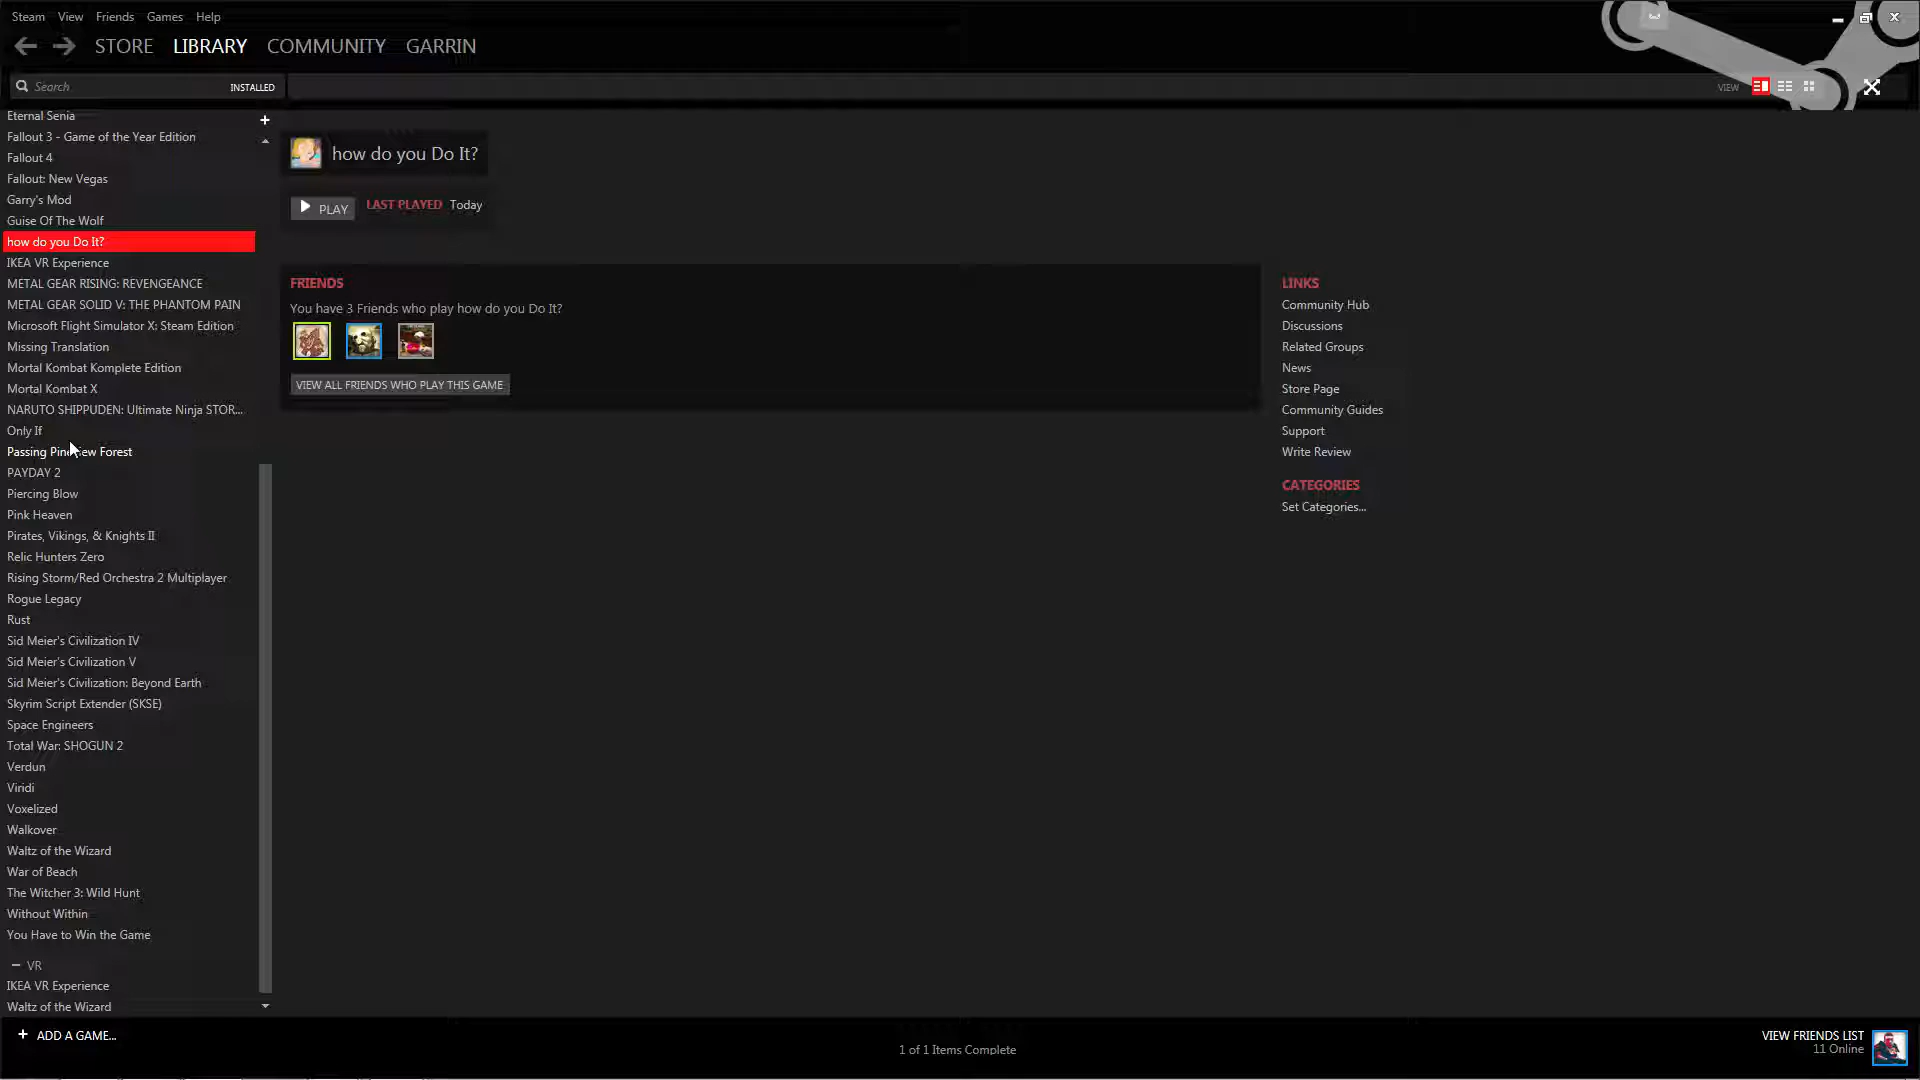 Steam View Friends Games Help
STORE LIBRARY COMMUNITY GARRIN
Search INSTALLED VIEW
Eternal Senia
Fallout 3 - Game of the Year Edition
Fallout 4
Fallout: New Vegas
Garry's Mod
Guise Of The Wolf
how do you Do It?
IKEA VR Experience
METAL GEAR RISING: REVENGEANCE
METAL GEAR SOLID V: THE PHANTOM PAIN
Microsoft Flight Simulator X: Steam Edition
Missing Translation
Mortal Kombat Komplete Edition
Mortal Kombat X
NARUTO SHIPPUDEN: Ultimate Ninja STOR...
Only If
Passing Pineview Forest
PAYDAY 2
Piercing Blow
Pink Heaven
Pirates, Vikings, & Knights II
Relic Hunters Zero
Rising Storm/Red Orchestra 2 Multiplayer
Rogue Legacy
Rust
Sid Meier's Civilization IV
Sid Meier's Civilization V
Sid Meier's Civilization: Beyond Earth
Skyrim Script Extender (SKSE)
Space Engineers
Total War: SHOGUN 2
Verdun
Viridi
Voxelized
Walkover
Waltz of the Wizard
War of Beach
The Witcher 3: Wild Hunt
Without Within
You Have to Win the Game
VR
IKEA VR Experience
Waltz of the Wizard
how do you Do It?
PLAY LAST PLAYED Today
FRIENDS
You have 3 Friends who play how do you Do It?
VIEW ALL FRIENDS WHO PLAY THIS GAME
LINKS
Community Hub
Discussions
Related Groups
News
Store Page
Community Guides
Support
Write Review
CATEGORIES
Set Categories...
+ ADD A GAME...
1 of 1 Items Complete
VIEW FRIENDS LIST
11 Online